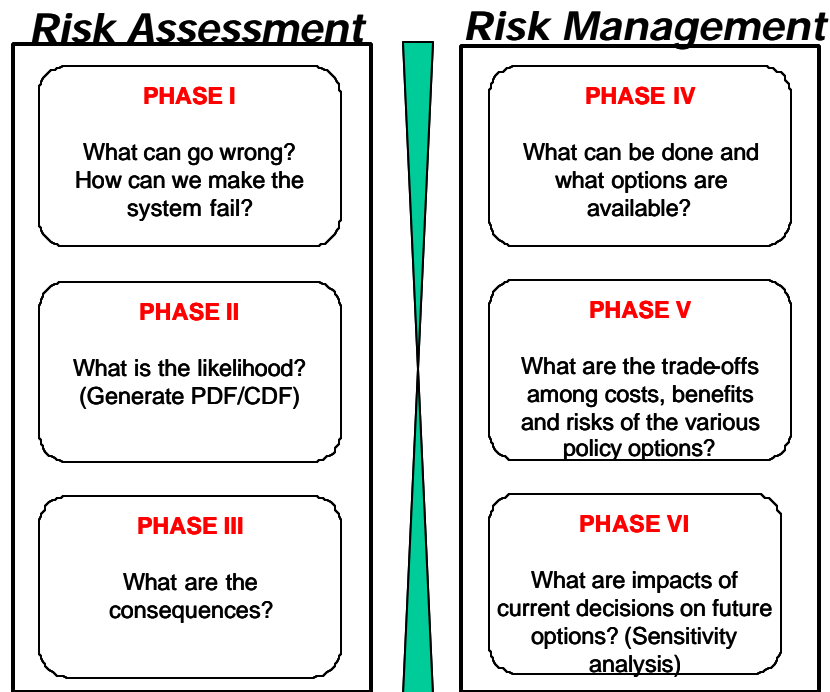 Risk Assessment
PHASE I
What can go wrong?
How can we make the
system fail?
PHASE II
What is the likelihood?
(Generate PDF/CDF)
PHASE III
What are the
consequences?
Risk Management
PHASE IV
What can be done and
what options are
available?
PHASE V
What are the trade-offs
among costs, benefits
and risks of the various
policy options?
PHASE VI
What are impacts of
current decisions on future
options? (Sensitivity
analysis)